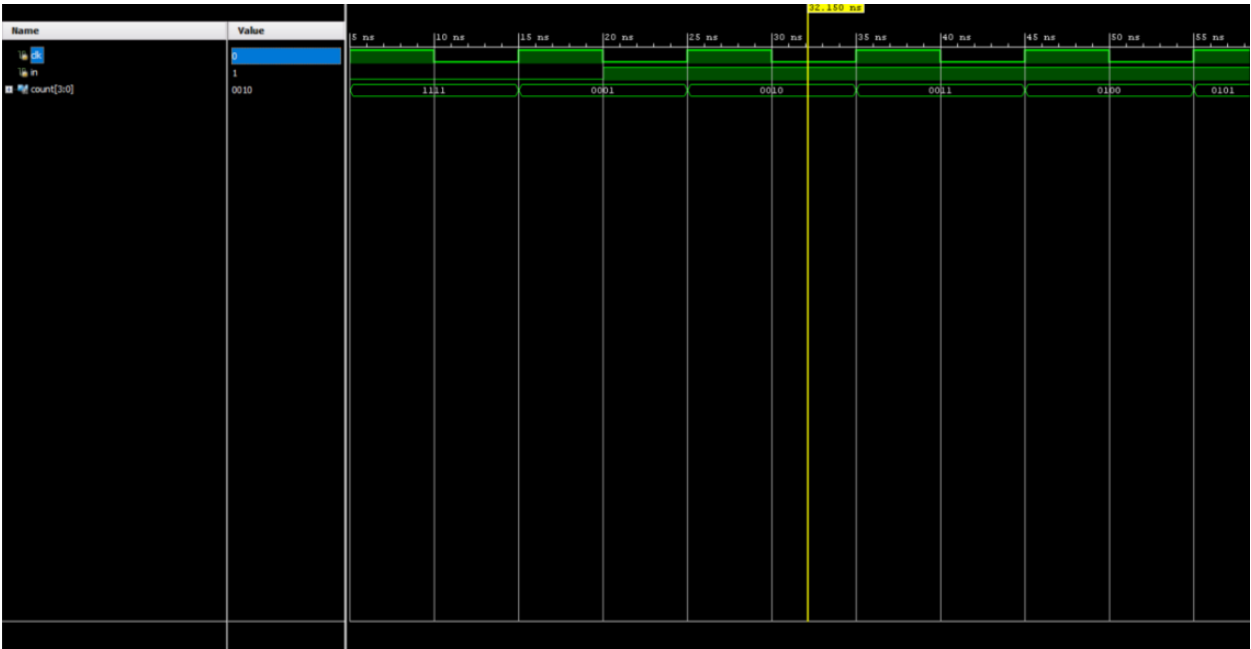 32.150 ns
Name Value
5 ns 10 ns 15 ns 20 ns 25 ns 30 ns 35 ns 40 ns 45 ns 50 ns 55 ns
clk 0
in 1
count[3:0] 0010 1111 0001 0010 0011 0100 0101